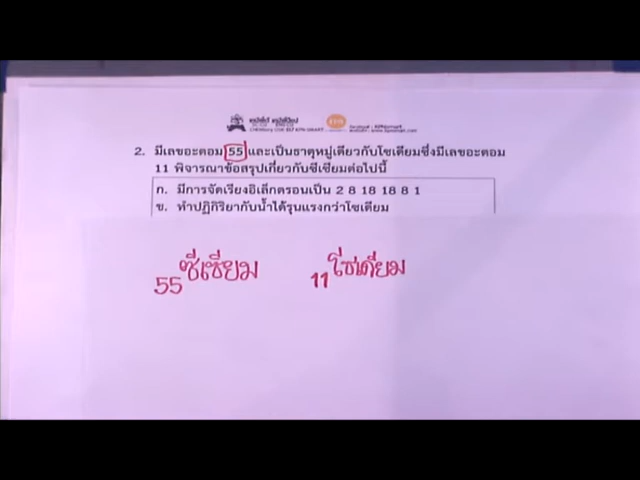 2. มีเลขอะตอม 55 และเป็นธาตุหมู่เดียวกับโซเดียมซึ่งมีเลขอะตอม
11 พิจารณาข้อสรุปเกี่ยวกับซีเซียมต่อไปนี้
ก. มีการจัดเรียงอิเล็กตรอนเป็น 2 8 18 18 8 1
ข. ทำปฏิกิริยากับน้ำได้รุนแรงกว่าโซเดียม
55 ซีเซี่ยม 11 โซ่เดี่ยม